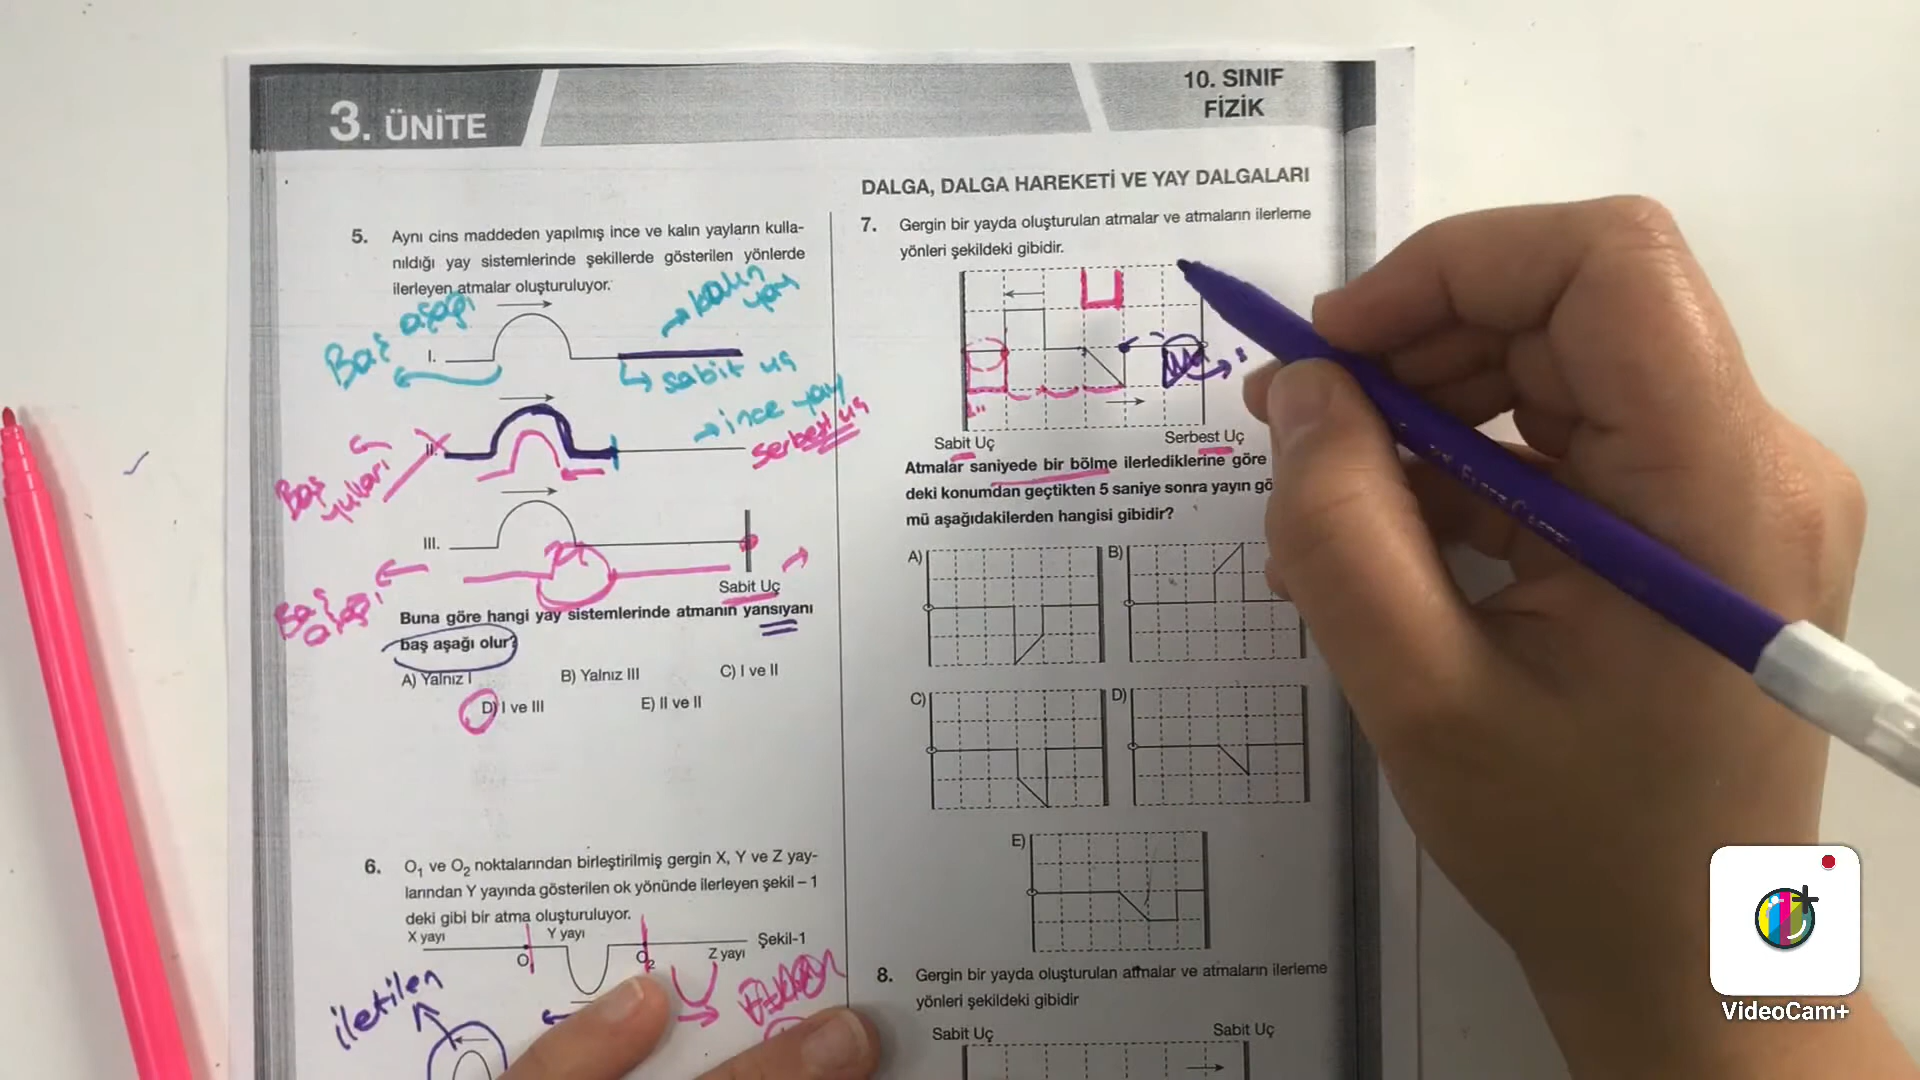 3. ÜNİTE
10. SINIF
FİZİK
DALGA, DALGA HAREKETİ VE YAY DALGALARI
5. Aynı cins maddeden yapılmış ince ve kalın yayların kulla-
nıldığı yay sistemlerinde şekillerde gösterilen yönlerde
ilerleyen atmalar oluşturuluyor.
Baş aşağı
kalın yay
I.
sabit uç
ince yay
II.
Serbest uç
Baş
III.
Sabit Uç
Baş aşağı
Buna göre hangi yay sistemlerinde atmanın yansıyanı
baş aşağı olur?
A) Yalnız I
B) Yalnız III
C) I ve II
D) I ve III
E) II ve II
6. O1 ve O2 noktalarından birleştirilmiş gergin X, Y ve Z yay-
larından Y yayında gösterilen ok yönünde ilerleyen şekil – 1
deki gibi bir atma oluşturuluyor.
X yayı
Y yayı
Şekil-1
O
O2
Z yayı
iletilen
7. Gergin bir yayda oluşturulan atmalar ve atmaların ilerleme
yönleri şekildeki gibidir.
Sabit Uç
Serbest Uç
Atmalar saniyede bir bölme ilerlediklerine göre
deki konumdan geçtikten 5 saniye sonra yayın gö
mü aşağıdakilerden hangisi gibidir?
A)
B)
C)
D)
E)
8. Gergin bir yayda oluşturulan atmalar ve atmaların ilerleme
yönleri şekildeki gibidir
Sabit Uç
Sabit Uç
VideoCam+